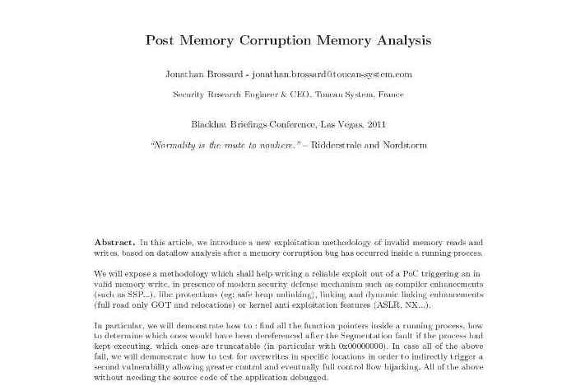 Post Memory Corruption Memory Analysis
Jonathan Brossard - jonathan.brossard@toucan-system.com
Security Research Engineer & CEO, Toucan System, France
Blackhat Briefings Conference, Las Vegas, 2011
“Normality is the route to nowhere.” – Ridderstrale and Nordstorm
Abstract. In this article, we introduce a new exploitation methodology of invalid memory reads and
writes, based on dataflow analysis after a memory corruption bug has occurred inside a running process.
We will expose a methodology which shall help writing a reliable exploit out of a PoC triggering an in-
valid memory write, in presence of modern security defense mechanism such as compiler enhancements
(such as SSP...), libc protections (eg: safe heap unlinking), linking and dynamic linking enhancements
(full read only GOT and relocations) or kernel anti exploitation features (ASLR, NX...).
In particular, we will demonstrate how to : find all the function pointers inside a running process, how
to determine which ones would have been dereferenced after the Segmentation fault if the process had
kept executing, which ones are truncatable (in particular with 0x00000000). In case all of the above
fail, we will demonstrate how to test for overwrites in specific locations in order to indirectly trigger a
second vulnerability allowing greater control and eventually full control flow hijacking. All of the above
without needing the source code of the application debugged.